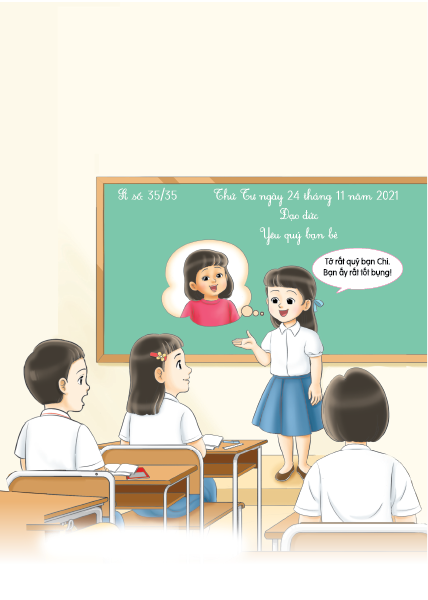 Sĩ số: 35/35
Thứ Tư ngày 24 tháng 11 năm 2021
Đạo đức
Yêu quý bạn bè
Tớ rất quý bạn Chi.
Bạn ấy rất tốt bụng!